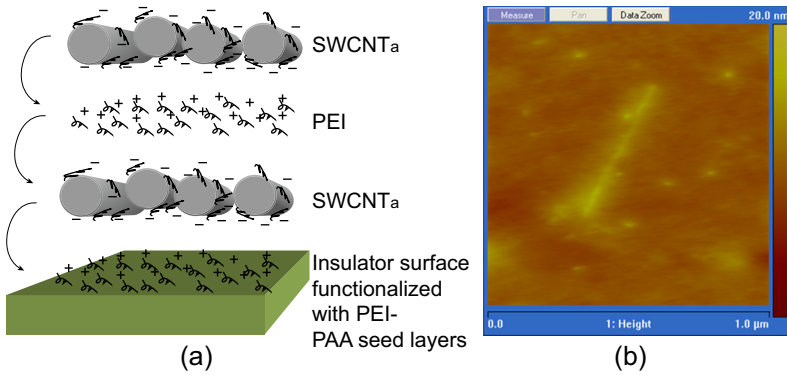 SWCNTa
PEI
SWCNTa
Insulator surface
functionalized
with PEI-
PAA seed layers
(a)
Measure Pan Data Zoom 20.0 nm
0.0 1: Height 1.0 µm
(b)